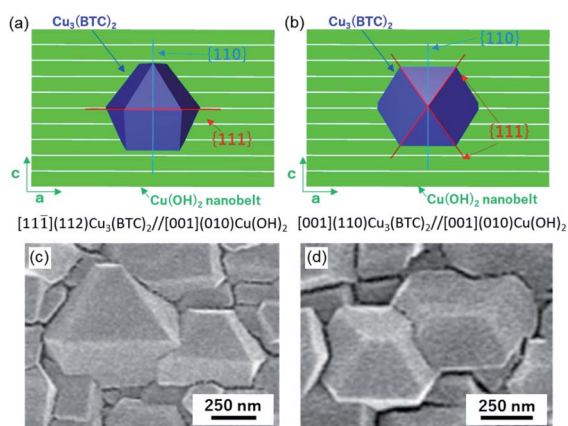 (a)
Cu₃(BTC)₂
{110}
{111}
c
a
Cu(OH)₂ nanobelt
[111̄](112)Cu₃(BTC)₂//[001](010)Cu(OH)₂
(b)
Cu₃(BTC)₂
{110}
{111}
c
a
Cu(OH)₂ nanobelt
[001](110)Cu₃(BTC)₂//[001](010)Cu(OH)₂
(c)
250 nm
(d)
250 nm